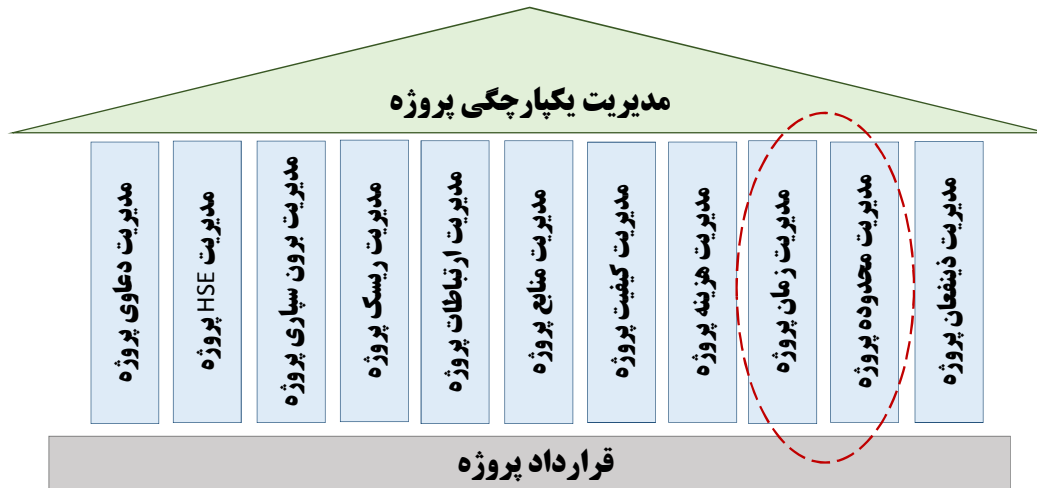 مدیریت یکپارچگی پروژه
مدیریت ذینفعان پروژه
مدیریت محدوده پروژه
مدیریت زمان پروژه
مدیریت هزینه پروژه
مدیریت کیفیت پروژه
مدیریت منابع پروژه
مدیریت ارتباطات پروژه
مدیریت ریسک پروژه
مدیریت برون سپاری پروژه
مدیریت HSE پروژه
مدیریت دعاوی پروژه
قرارداد پروژه